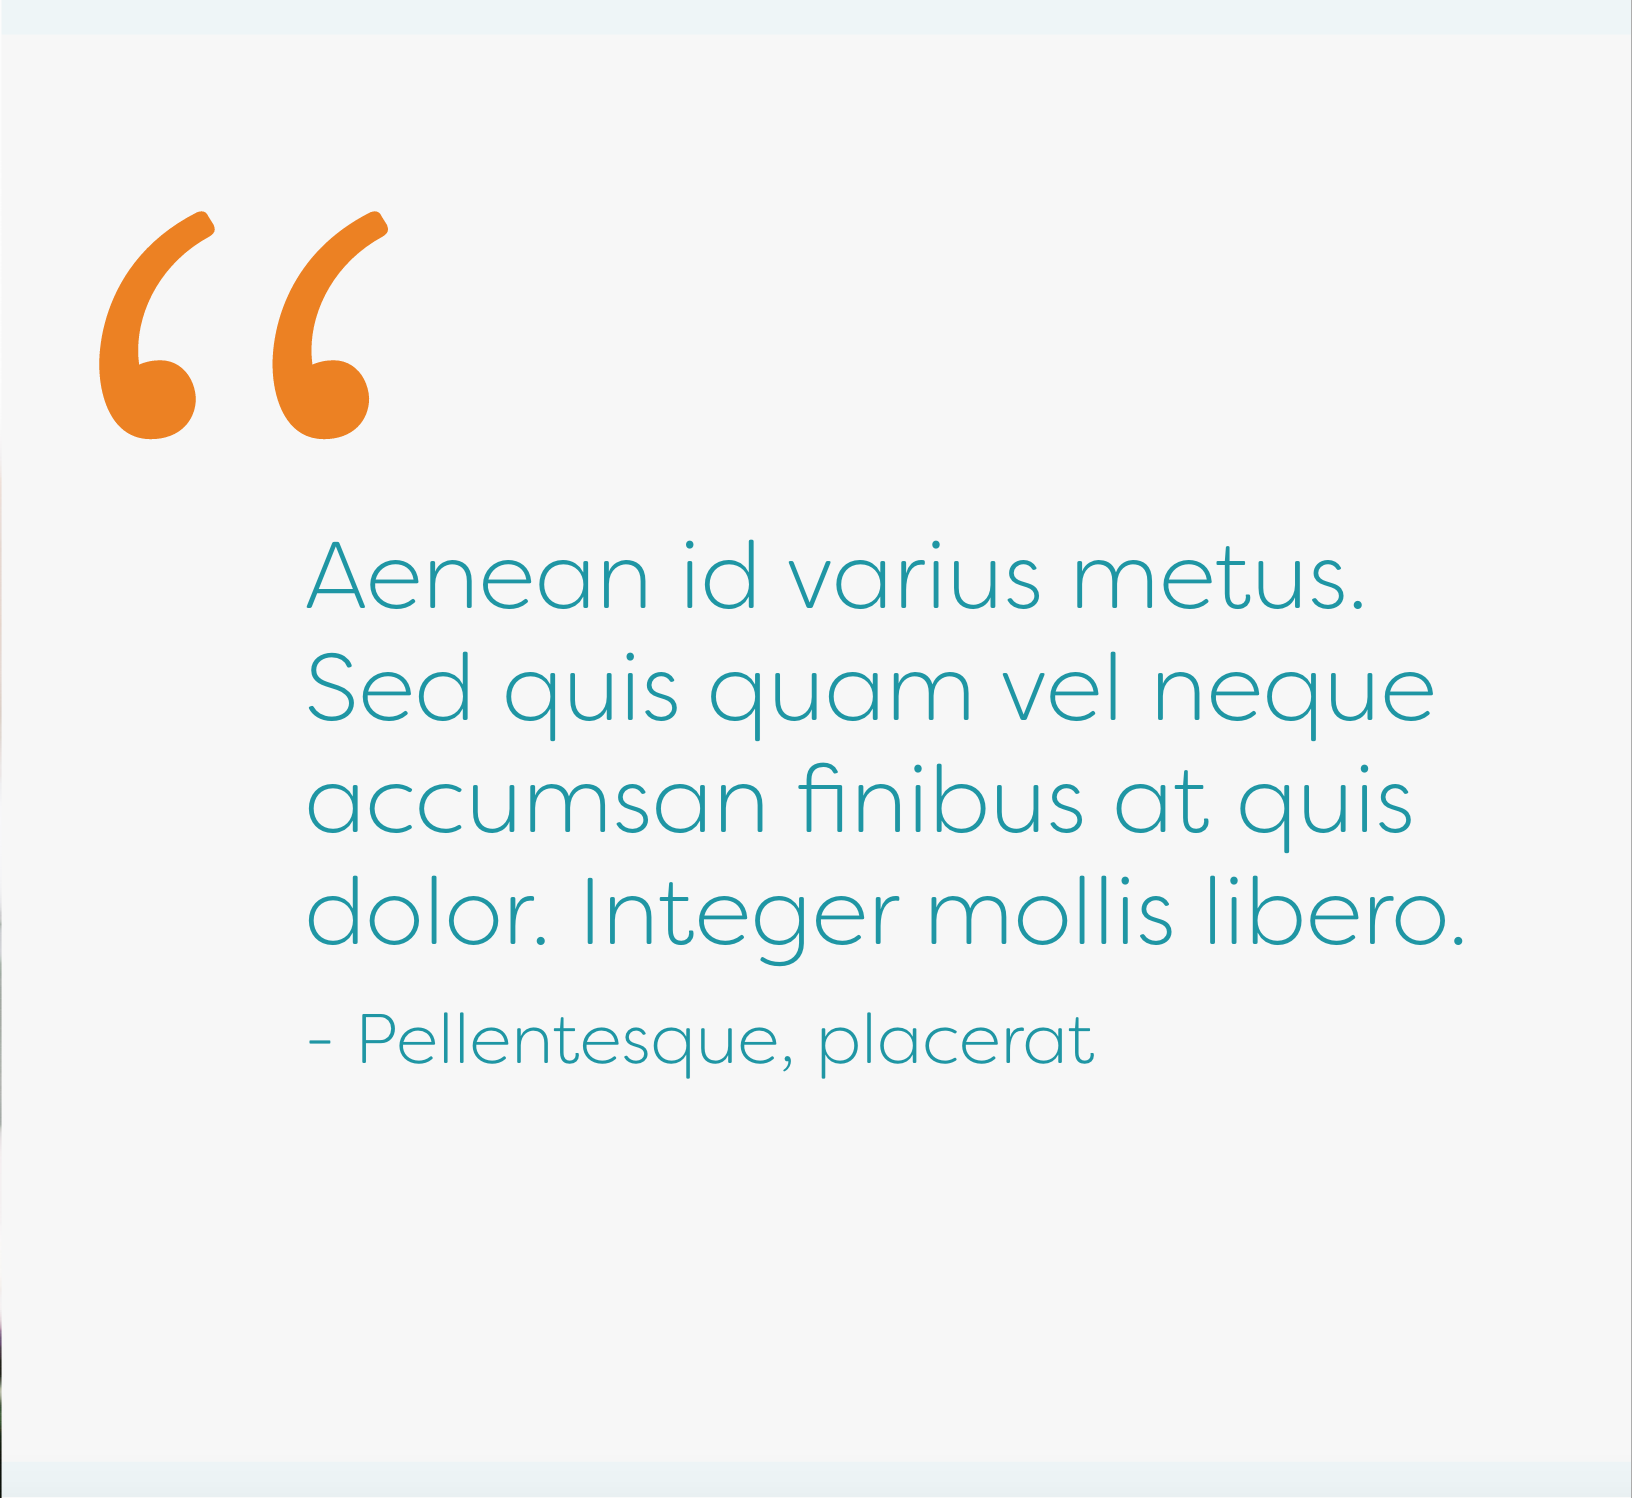 “
Aenean id varius metus.
Sed quis quam vel neque
accumsan finibus at quis
dolor. Integer mollis libero.
- Pellentesque, placerat